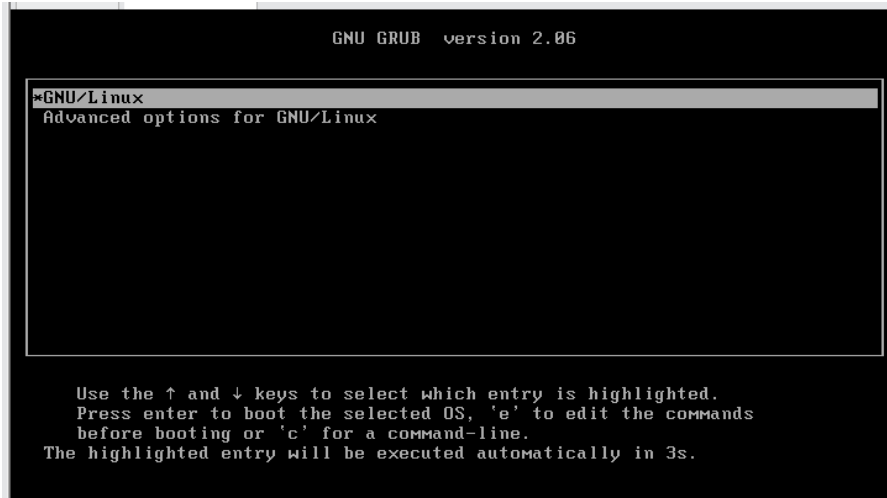 GNU GRUB  version 2.06
*GNU/Linux
Advanced options for GNU/Linux
Use the ↑ and ↓ keys to select which entry is highlighted.
Press enter to boot the selected OS, `e' to edit the commands
before booting or `c' for a command-line.
The highlighted entry will be executed automatically in 3s.